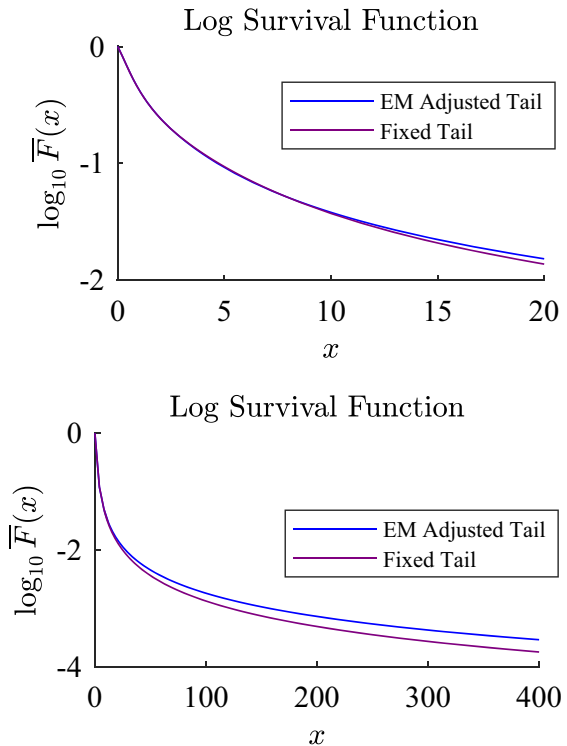 Log Survival Function
0
-1
-2
log₁₀ F̅(x)
EM Adjusted Tail
Fixed Tail
0 5 10 15 20
x
Log Survival Function
0
-2
-4
log₁₀ F̅(x)
EM Adjusted Tail
Fixed Tail
0 100 200 300 400
x